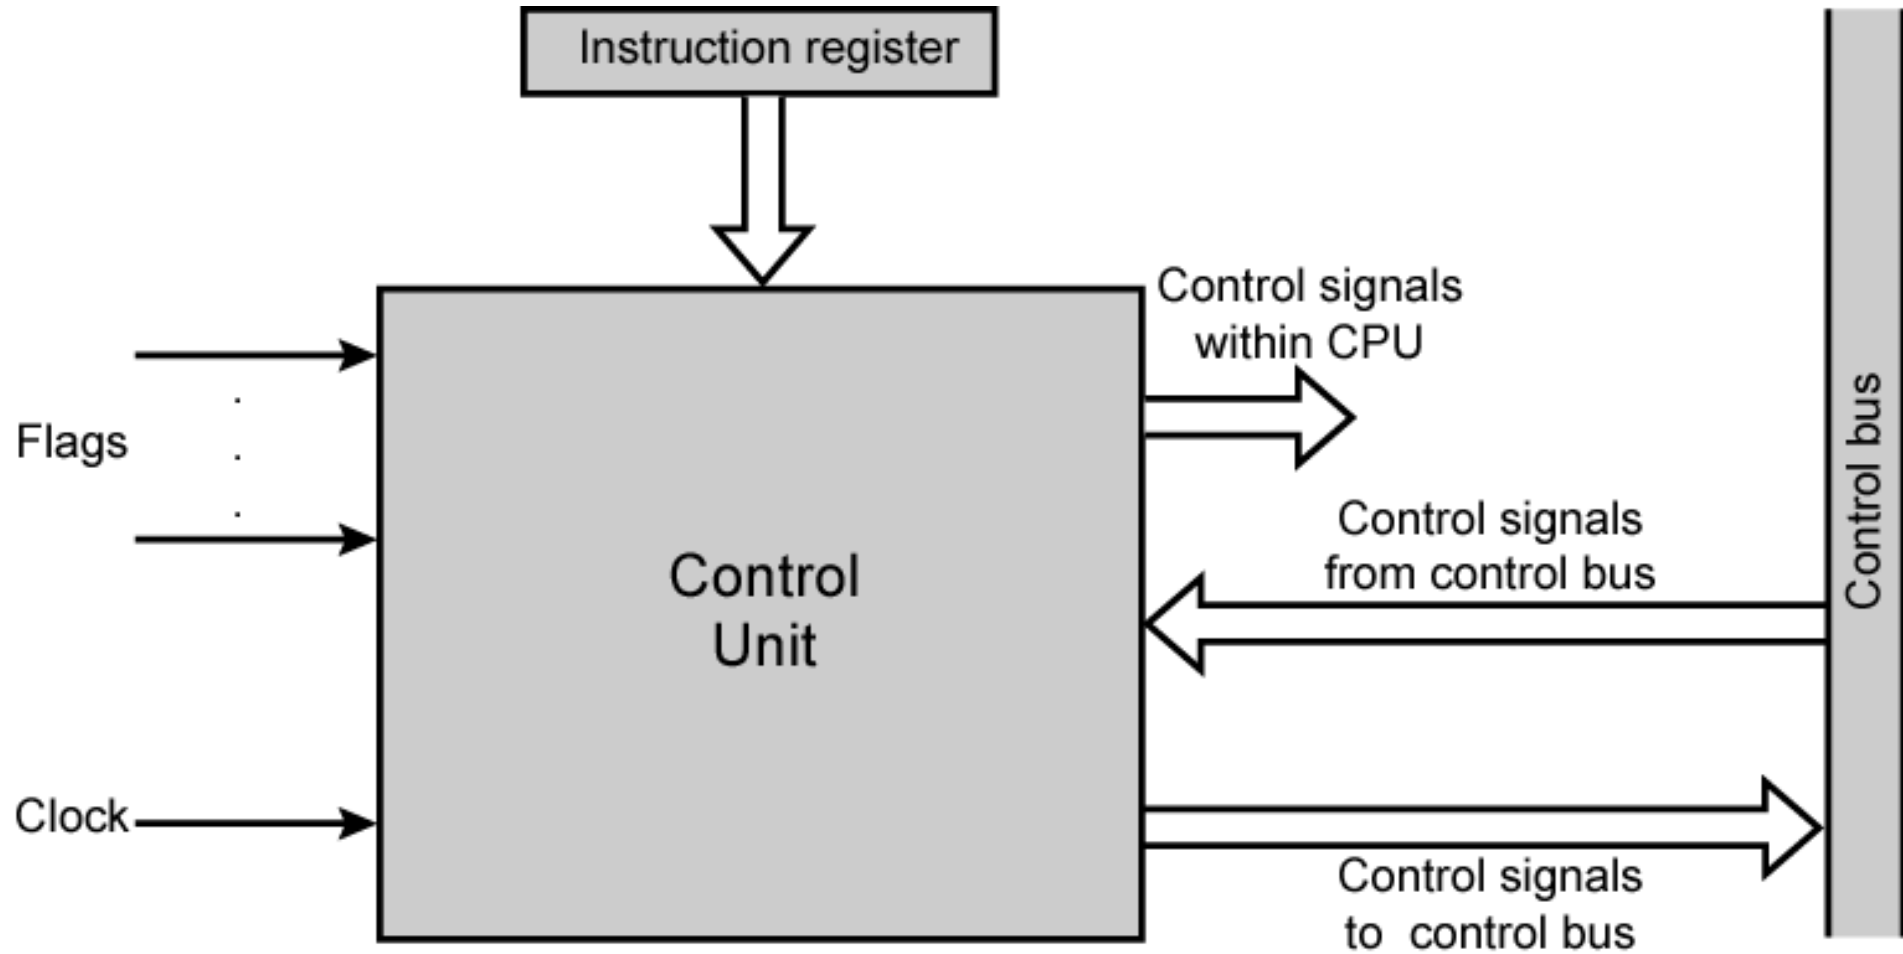 Instruction register
Control signals
within CPU
Flags
Control signals
from control bus
Control
Unit
Control bus
Clock
Control signals
to control bus